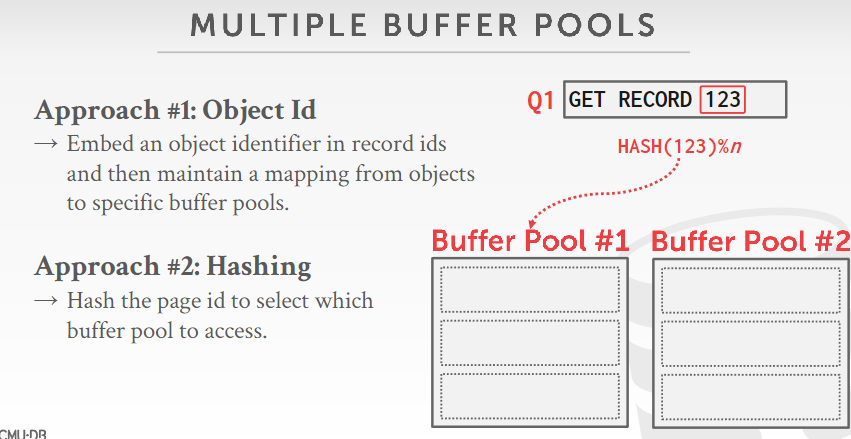 MULTIPLE BUFFER POOLS
Approach #1: Object Id
→ Embed an object identifier in record ids
and then maintain a mapping from objects
to specific buffer pools.
Approach #2: Hashing
→ Hash the page id to select which
buffer pool to access.
Q1 GET RECORD 123
HASH(123)%n
Buffer Pool #1
Buffer Pool #2
CMU-DB